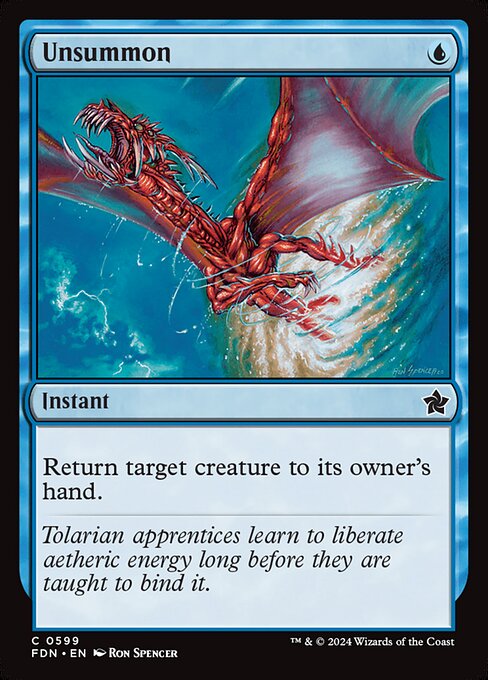 Unsummon
Instant
Return target creature to its owner's
hand.
Tolarian apprentices learn to liberate
aetheric energy long before they are
taught to bind it.
C 0599
FDN • EN Ron Spencer
™ & © 2024 Wizards of the Coast